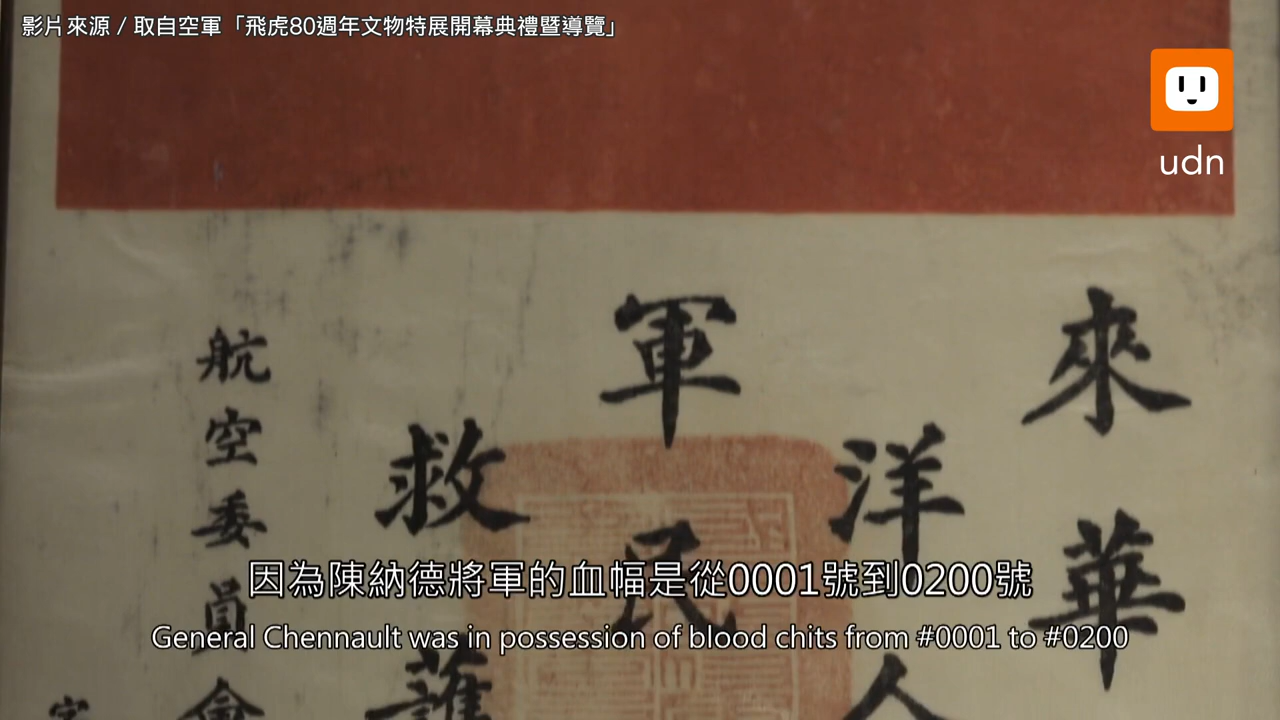 影片來源 / 取自空軍「飛虎80週年文物特展開幕典禮暨導覽」
udn
來華
洋人
軍民
救護
航空委員會
因為陳納德將軍的血幅是從0001號到0200號
General Chennault was in possession of blood chits from #0001 to #0200